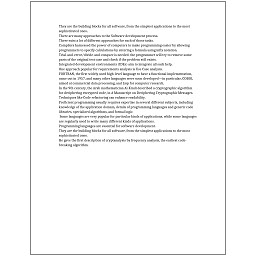 They are the building blocks for all software, from the simplest applications to the most
sophisticated ones.
There are many approaches to the Software development process.
There exist a lot of different approaches for each of those tasks.
Compilers harnessed the power of computers to make programming easier by allowing
programmers to specify calculations by entering a formula using infix notation.
Trial-and-error/divide-and-conquer is needed: the programmer will try to remove some
parts of the original test case and check if the problem still exists.
Integrated development environments (IDEs) aim to integrate all such help.
One approach popular for requirements analysis is Use Case analysis.
FORTRAN, the first widely used high-level language to have a functional implementation,
came out in 1957, and many other languages were soon developed—in particular, COBOL
aimed at commercial data processing, and Lisp for computer research.
In the 9th century, the Arab mathematician Al-Kindi described a cryptographic algorithm
for deciphering encrypted code, in A Manuscript on Deciphering Cryptographic Messages.
Techniques like Code refactoring can enhance readability.
Proficient programming usually requires expertise in several different subjects, including
knowledge of the application domain, details of programming languages and generic code
libraries, specialized algorithms, and formal logic.
Some languages are very popular for particular kinds of applications, while some languages
are regularly used to write many different kinds of applications.
Programming languages are essential for software development.
They are the building blocks for all software, from the simplest applications to the most
sophisticated ones.
He gave the first description of cryptanalysis by frequency analysis, the earliest code-
breaking algorithm.